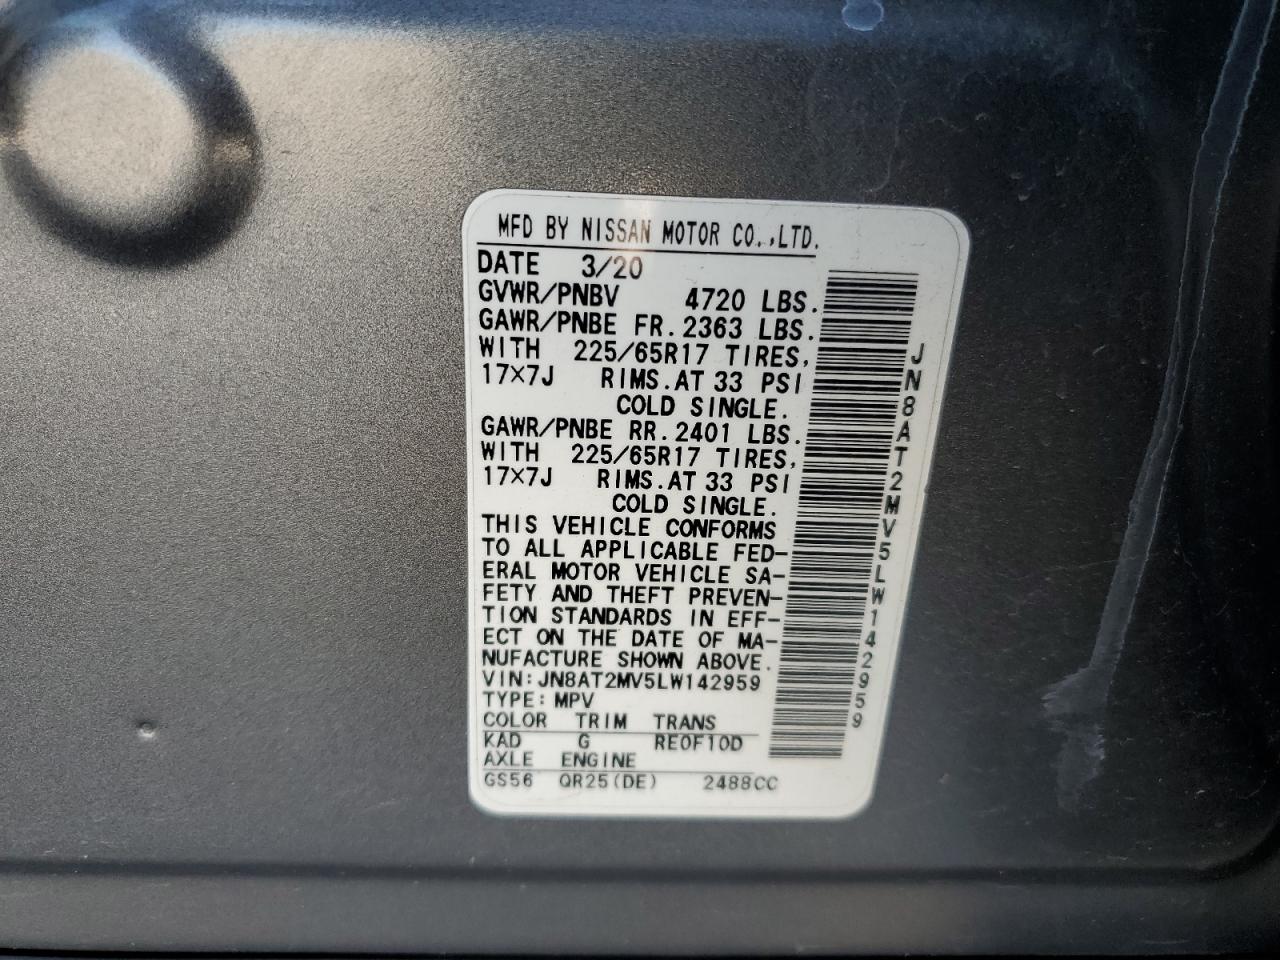 MFD BY NISSAN MOTOR CO.,LTD.
DATE 3/20
GVWR/PNBV 4720 LBS.
GAWR/PNBE FR. 2363 LBS.
WITH 225/65R17 TIRES,
17×7J RIMS. AT 33 PSI
COLD SINGLE.
GAWR/PNBE RR. 2401 LBS.
WITH 225/65R17 TIRES,
17×7J RIMS. AT 33 PSI
COLD SINGLE.
THIS VEHICLE CONFORMS
TO ALL APPLICABLE FED-
ERAL MOTOR VEHICLE SA-
FETY AND THEFT PREVEN-
TION STANDARDS IN EFF-
ECT ON THE DATE OF MA-
NUFACTURE SHOWN ABOVE.
VIN: JN8AT2MV5LW142959
TYPE: MPV
COLOR TRIM TRANS
KAD G RE0F10D
AXLE ENGINE
GS56 QR25(DE) 2488CC
JN8AT2MV5LW142959